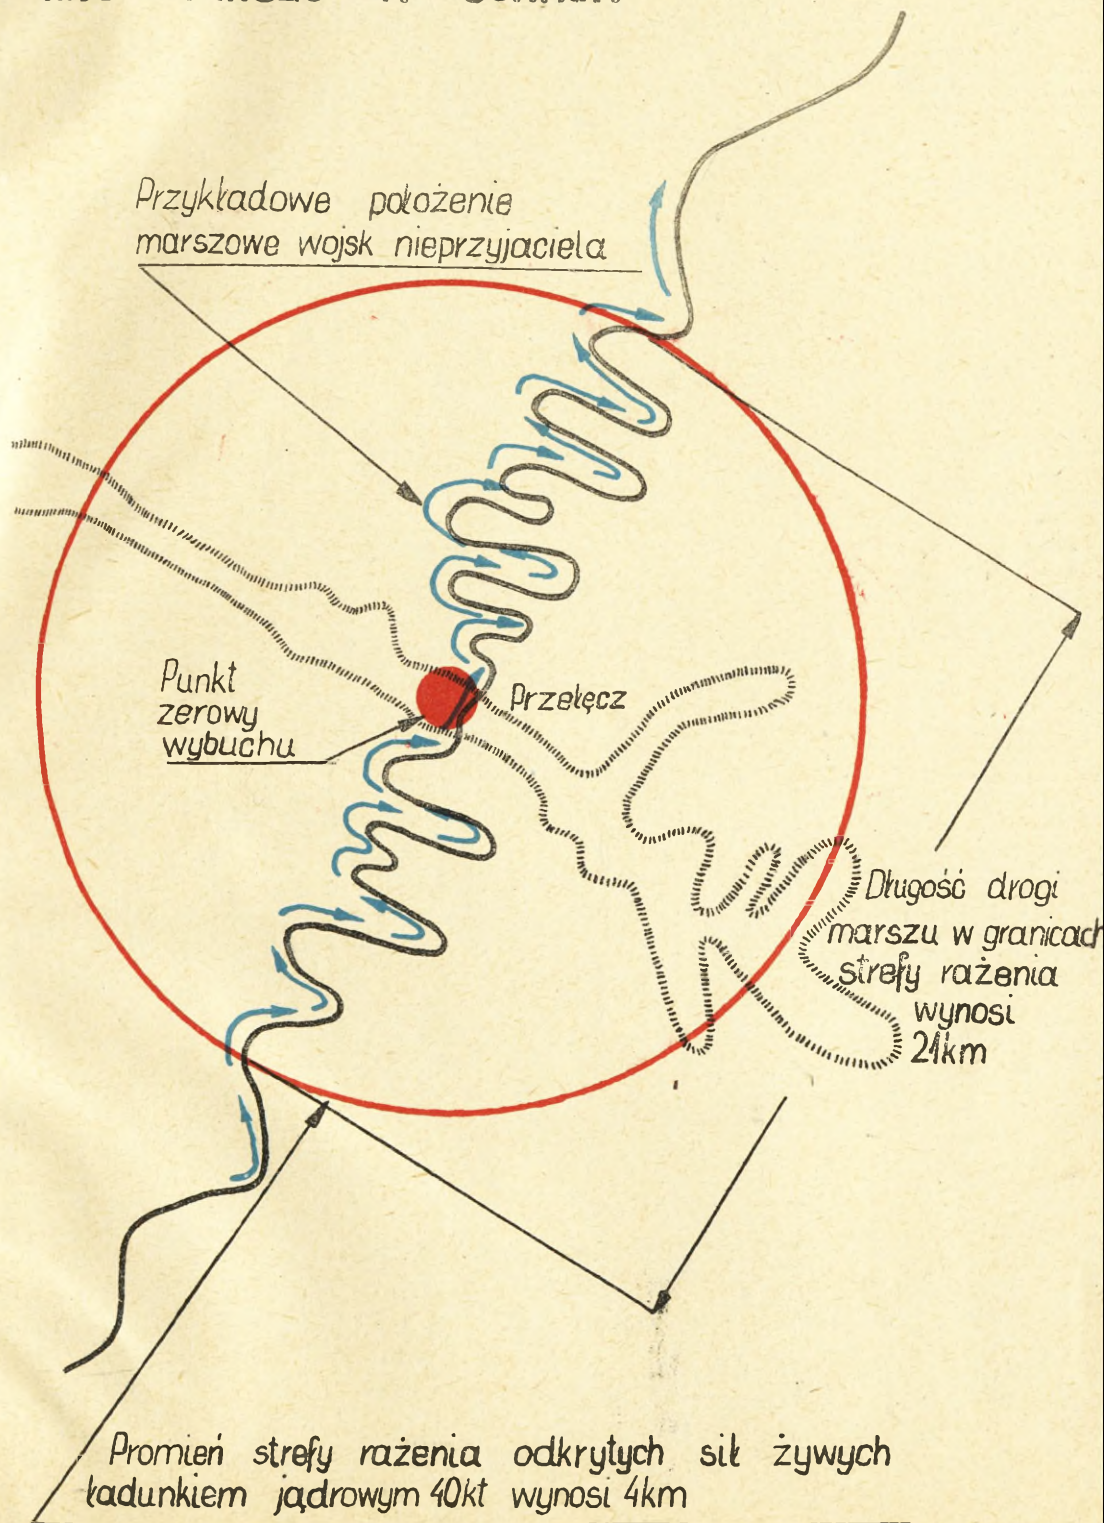 Przykładowe położenie
marszowe wojsk nieprzyjaciela
Punkt
zerowy
wybuchu
Przełęcz
Długość drogi
marszu w granicach
strefy rażenia
wynosi
21km
Promień strefy rażenia odkrytych sił żywych
ładunkiem jądrowym 40kt wynosi 4km